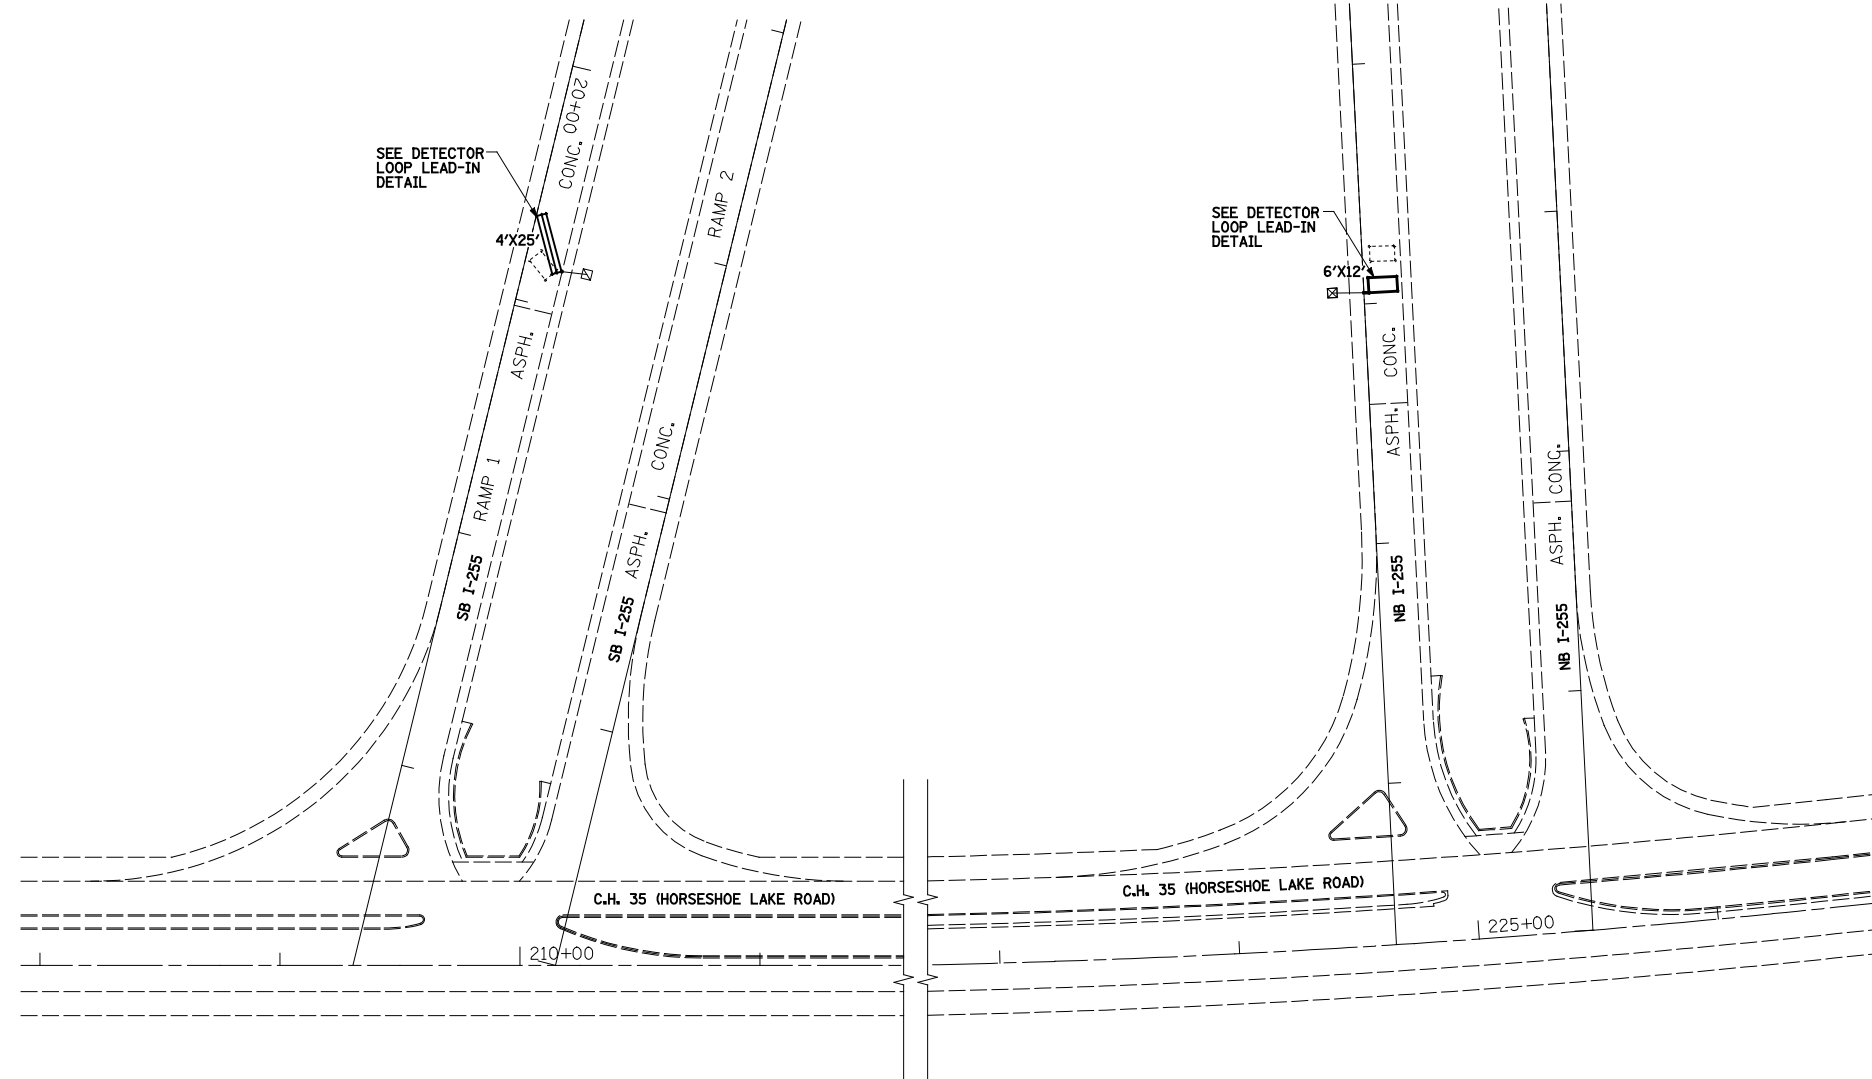 20+00
CONC.
SEE DETECTOR
LOOP LEAD-IN
DETAIL
4'X25'
RAMP 2
ASPH.
RAMP 1
CONC.
SB I-255
ASPH.
SB I-255
C.H. 35 (HORSESHOE LAKE ROAD)
210+00
SEE DETECTOR
LOOP LEAD-IN
DETAIL
6'X12'
CONC.
ASPH.
CONC.
ASPH.
NB I-255
NB I-255
C.H. 35 (HORSESHOE LAKE ROAD)
225+00